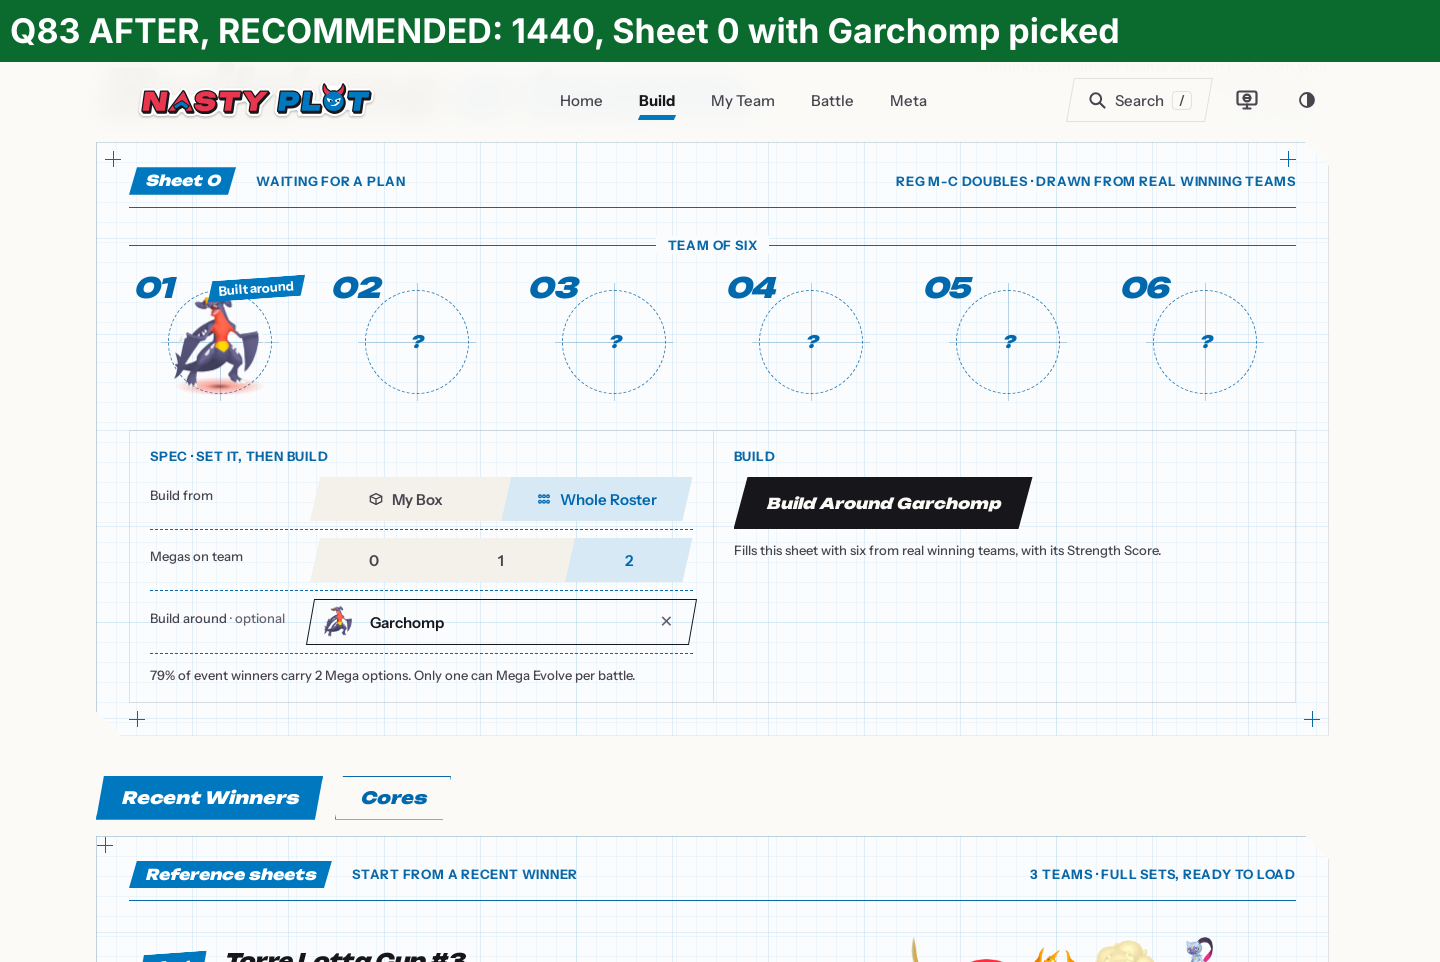 Q83 AFTER, RECOMMENDED: 1440, Sheet 0 with Garchomp picked
NASTY PLOT
Home
Build
My Team
Battle
Meta
Search /
Sheet 0
WAITING FOR A PLAN
REG M-C DOUBLES · DRAWN FROM REAL WINNING TEAMS
TEAM OF SIX
01
Built around
02
?
03
?
04
?
05
?
06
?
SPEC · SET IT, THEN BUILD
Build from
My Box
Whole Roster
Megas on team
0
1
2
Build around · optional
Garchomp
×
79% of event winners carry 2 Mega options. Only one can Mega Evolve per battle.
BUILD
Build Around Garchomp
Fills this sheet with six from real winning teams, with its Strength Score.
Recent Winners
Cores
Reference sheets
START FROM A RECENT WINNER
3 TEAMS · FULL SETS, READY TO LOAD
Torre Lotta Cup #3